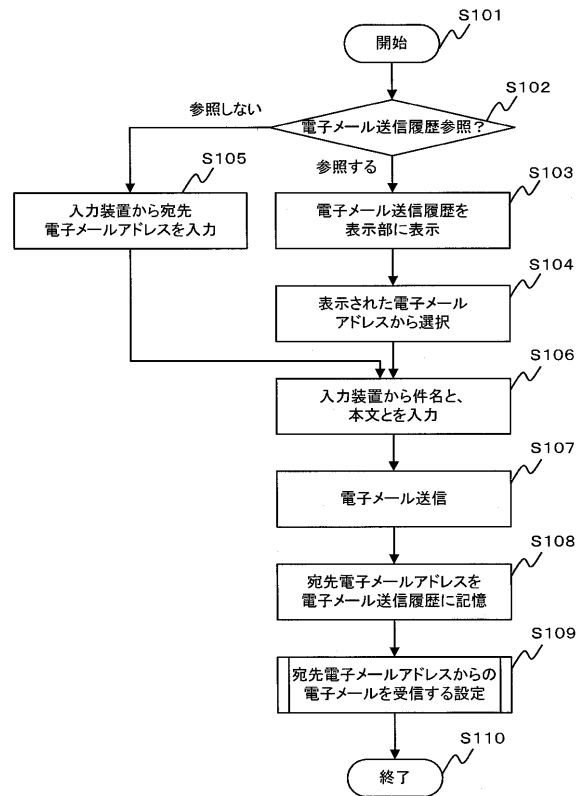 S101
開始
S102
電子メール送信履歴参照？
参照しない
参照する
S105
入力装置から宛先
電子メールアドレスを入力
S103
電子メール送信履歴を
表示部に表示
S104
表示された電子メール
アドレスから選択
S106
入力装置から件名と、
本文とを入力
S107
電子メール送信
S108
宛先電子メールアドレスを
電子メール送信履歴に記憶
S109
宛先電子メールアドレスからの
電子メールを受信する設定
S110
終了